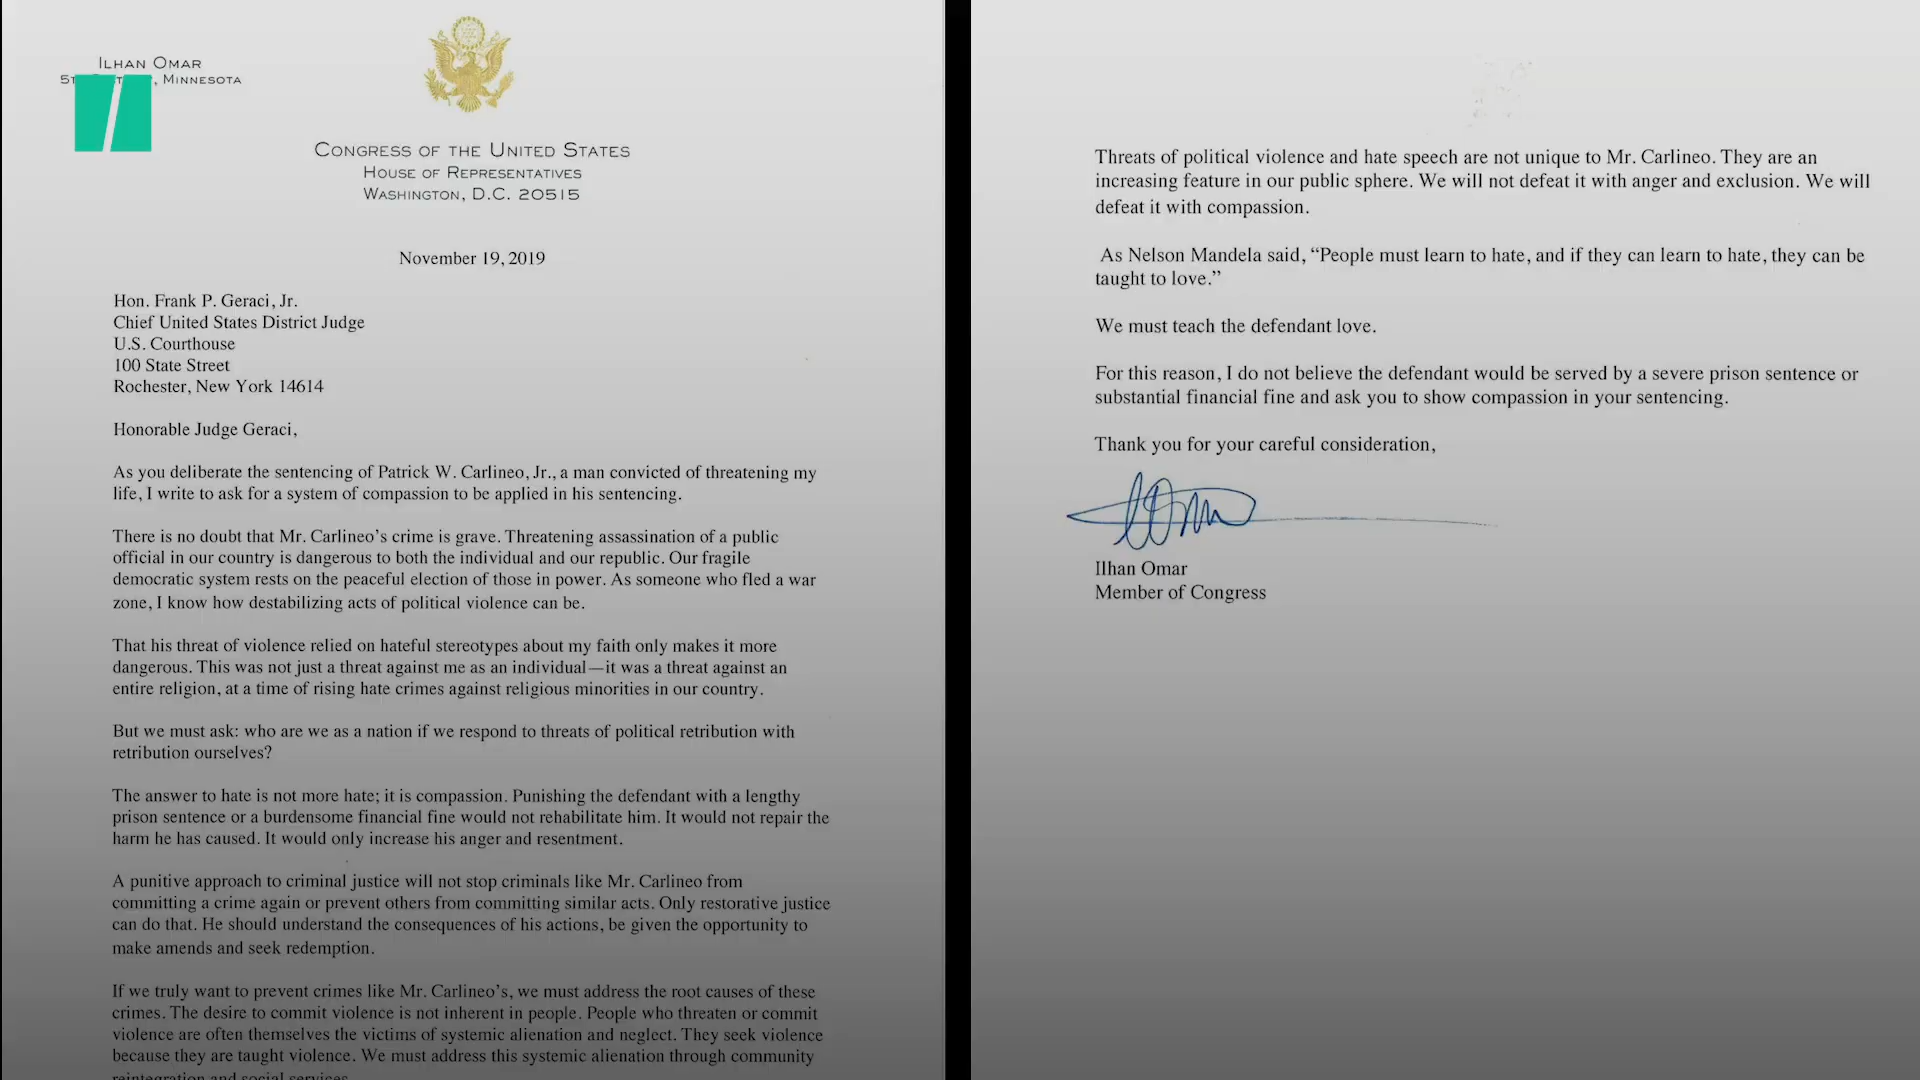 ILHAN OMAR
MINNESOTA
CONGRESS OF THE UNITED STATES
HOUSE OF REPRESENTATIVES
WASHINGTON, D.C. 20515
November 19, 2019
Hon. Frank P. Geraci, Jr.
Chief United States District Judge
U.S. Courthouse
100 State Street
Rochester, New York 14614
Honorable Judge Geraci,
As you deliberate the sentencing of Patrick W. Carlineo, Jr., a man convicted of threatening my
life, I write to ask for a system of compassion to be applied in his sentencing.
There is no doubt that Mr. Carlineo's crime is grave. Threatening assassination of a public
official in our country is dangerous to both the individual and our republic. Our fragile
democratic system rests on the peaceful election of those in power. As someone who fled a war
zone, I know how destabilizing acts of political violence can be.
That his threat of violence relied on hateful stereotypes about my faith only makes it more
dangerous. This was not just a threat against me as an individual—it was a threat against an
entire religion, at a time of rising hate crimes against religious minorities in our country.
But we must ask: who are we as a nation if we respond to threats of political retribution with
retribution ourselves?
The answer to hate is not more hate; it is compassion. Punishing the defendant with a lengthy
prison sentence or a burdensome financial fine would not rehabilitate him. It would not repair the
harm he has caused. It would only increase his anger and resentment.
A punitive approach to criminal justice will not stop criminals like Mr. Carlineo from
committing a crime again or prevent others from committing similar acts. Only restorative justice
can do that. He should understand the consequences of his actions, be given the opportunity to
make amends and seek redemption.
If we truly want to prevent crimes like Mr. Carlineo's, we must address the root causes of these
crimes. The desire to commit violence is not inherent in people. People who threaten or commit
violence are often themselves the victims of systemic alienation and neglect. They seek violence
because they are taught violence. We must address this systemic alienation through community
reintegration and social services.
Threats of political violence and hate speech are not unique to Mr. Carlineo. They are an
increasing feature in our public sphere. We will not defeat it with anger and exclusion. We will
defeat it with compassion.
As Nelson Mandela said, “People must learn to hate, and if they can learn to hate, they can be
taught to love.”
We must teach the defendant love.
For this reason, I do not believe the defendant would be served by a severe prison sentence or
substantial financial fine and ask you to show compassion in your sentencing.
Thank you for your careful consideration,
Ilhan Omar
Member of Congress